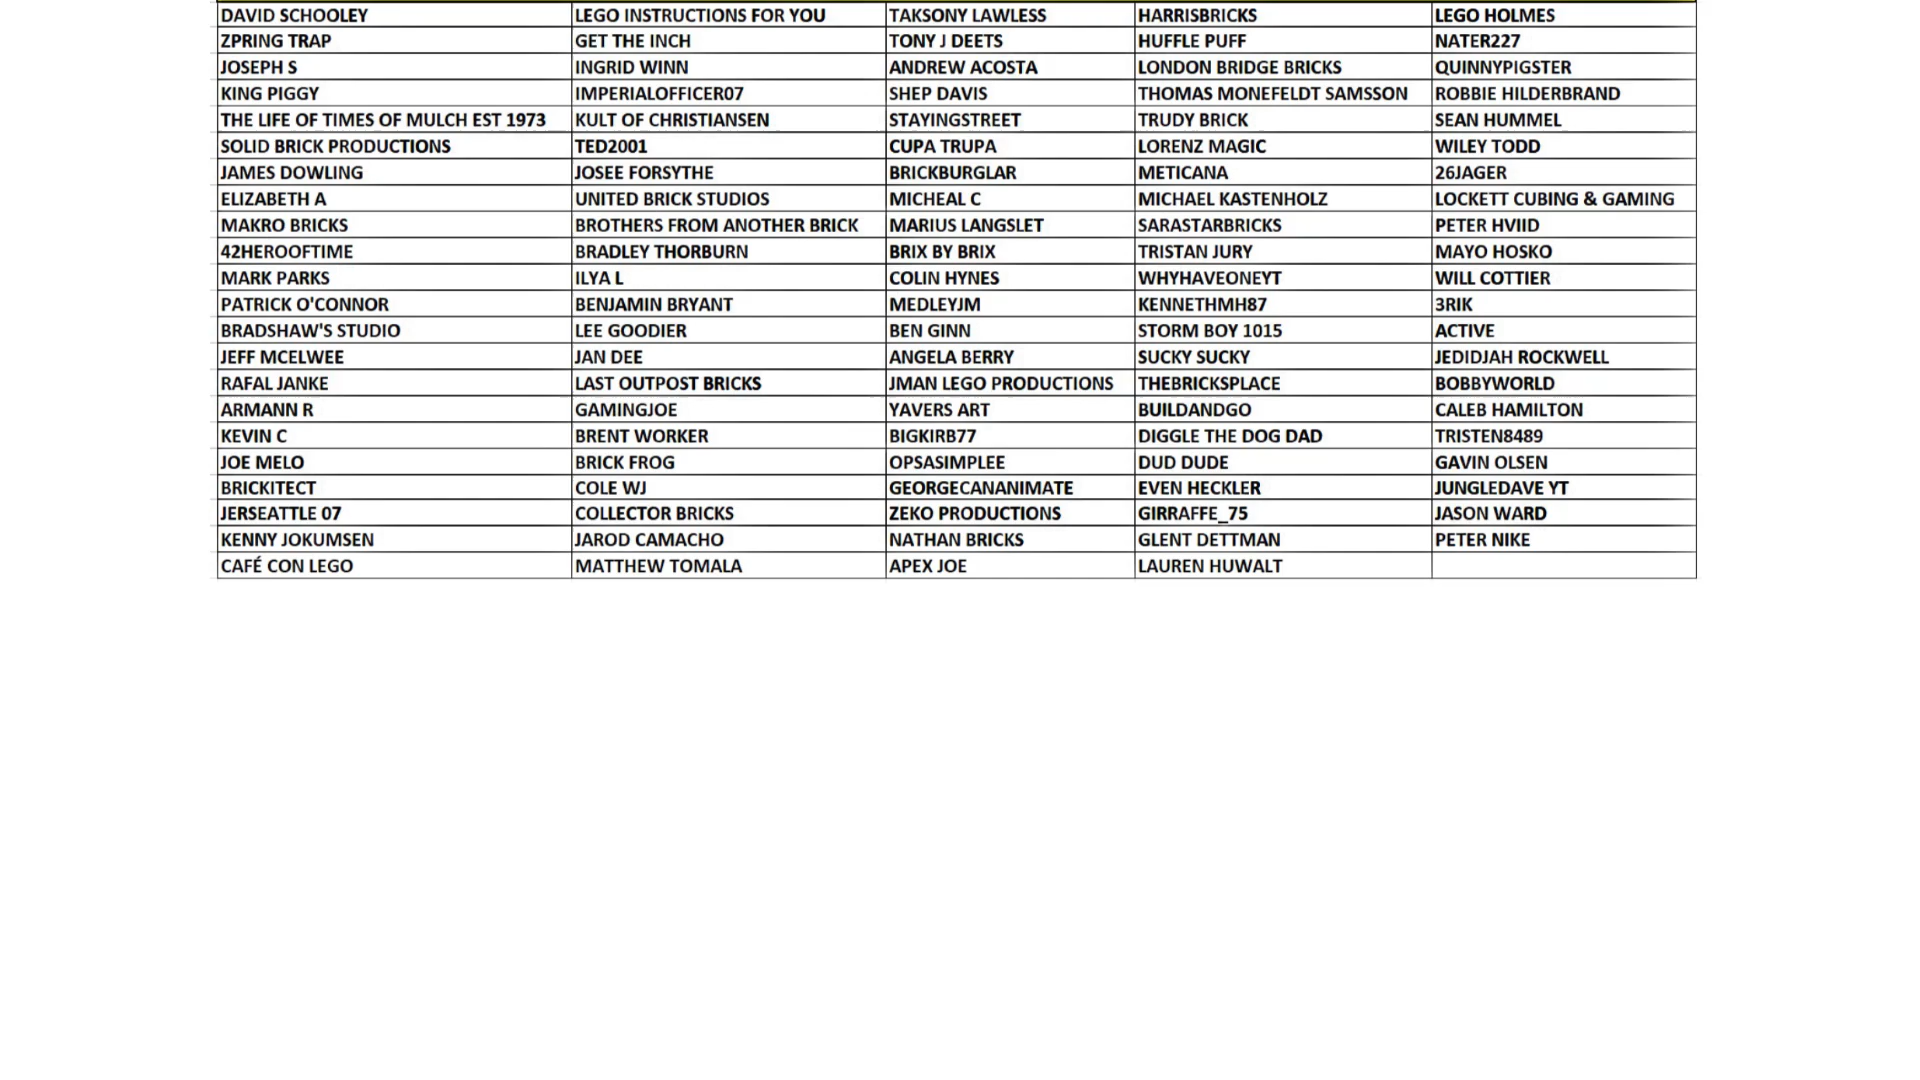 DAVID SCHOOLEY LEGO INSTRUCTIONS FOR YOU TAKSONY LAWLESS HARRISBRICKS LEGO HOLMES
ZPRING TRAP GET THE INCH TONY J DEETS HUFFLE PUFF NATER227
JOSEPH S INGRID WINN ANDREW ACOSTA LONDON BRIDGE BRICKS QUINNYPIGSTER
KING PIGGY IMPERIALOFFICER07 SHEP DAVIS THOMAS MONEFELDT SAMSSON ROBBIE HILDERBRAND
THE LIFE OF TIMES OF MULCH EST 1973 KULT OF CHRISTIANSEN STAYINGSTREET TRUDY BRICK SEAN HUMMEL
SOLID BRICK PRODUCTIONS TED2001 CUPA TRUPA LORENZ MAGIC WILEY TODD
JAMES DOWLING JOSEE FORSYTHE BRICKBURGLAR METICANA 26JAGER
ELIZABETH A UNITED BRICK STUDIOS MICHEAL C MICHAEL KASTENHOLZ LOCKETT CUBING & GAMING
MAKRO BRICKS BROTHERS FROM ANOTHER BRICK MARIUS LANGSLET SARASTARBRICKS PETER HVIID
42HEROOFTIME BRADLEY THORBURN BRIX BY BRIX TRISTAN JURY MAYO HOSKO
MARK PARKS ILYA L COLIN HYNES WHYHAVEONEYT WILL COTTIER
PATRICK O'CONNOR BENJAMIN BRYANT MEDLEYJM KENNETHMH87 3RIK
BRADSHAW'S STUDIO LEE GOODIER BEN GINN STORM BOY 1015 ACTIVE
JEFF MCELWEE JAN DEE ANGELA BERRY SUCKY SUCKY JEDIDJAH ROCKWELL
RAFAL JANKE LAST OUTPOST BRICKS JMAN LEGO PRODUCTIONS THEBRICKSPLACE BOBBYWORLD
ARMANN R GAMINGJOE YAVERS ART BUILDANDGO CALEB HAMILTON
KEVIN C BRENT WORKER BIGKIRB77 DIGGLE THE DOG DAD TRISTEN8489
JOE MELO BRICK FROG OPSASIMPLEE DUD DUDE GAVIN OLSEN
BRICKITECT COLE WJ GEORGECANANIMATE EVEN HECKLER JUNGLEDAVE YT
JERSEATTLE 07 COLLECTOR BRICKS ZEKO PRODUCTIONS GIRRAFFE_75 JASON WARD
KENNY JOKUMSEN JAROD CAMACHO NATHAN BRICKS GLENT DETTMAN PETER NIKE
CAFÉ CON LEGO MATTHEW TOMALA APEX JOE LAUREN HUWALT